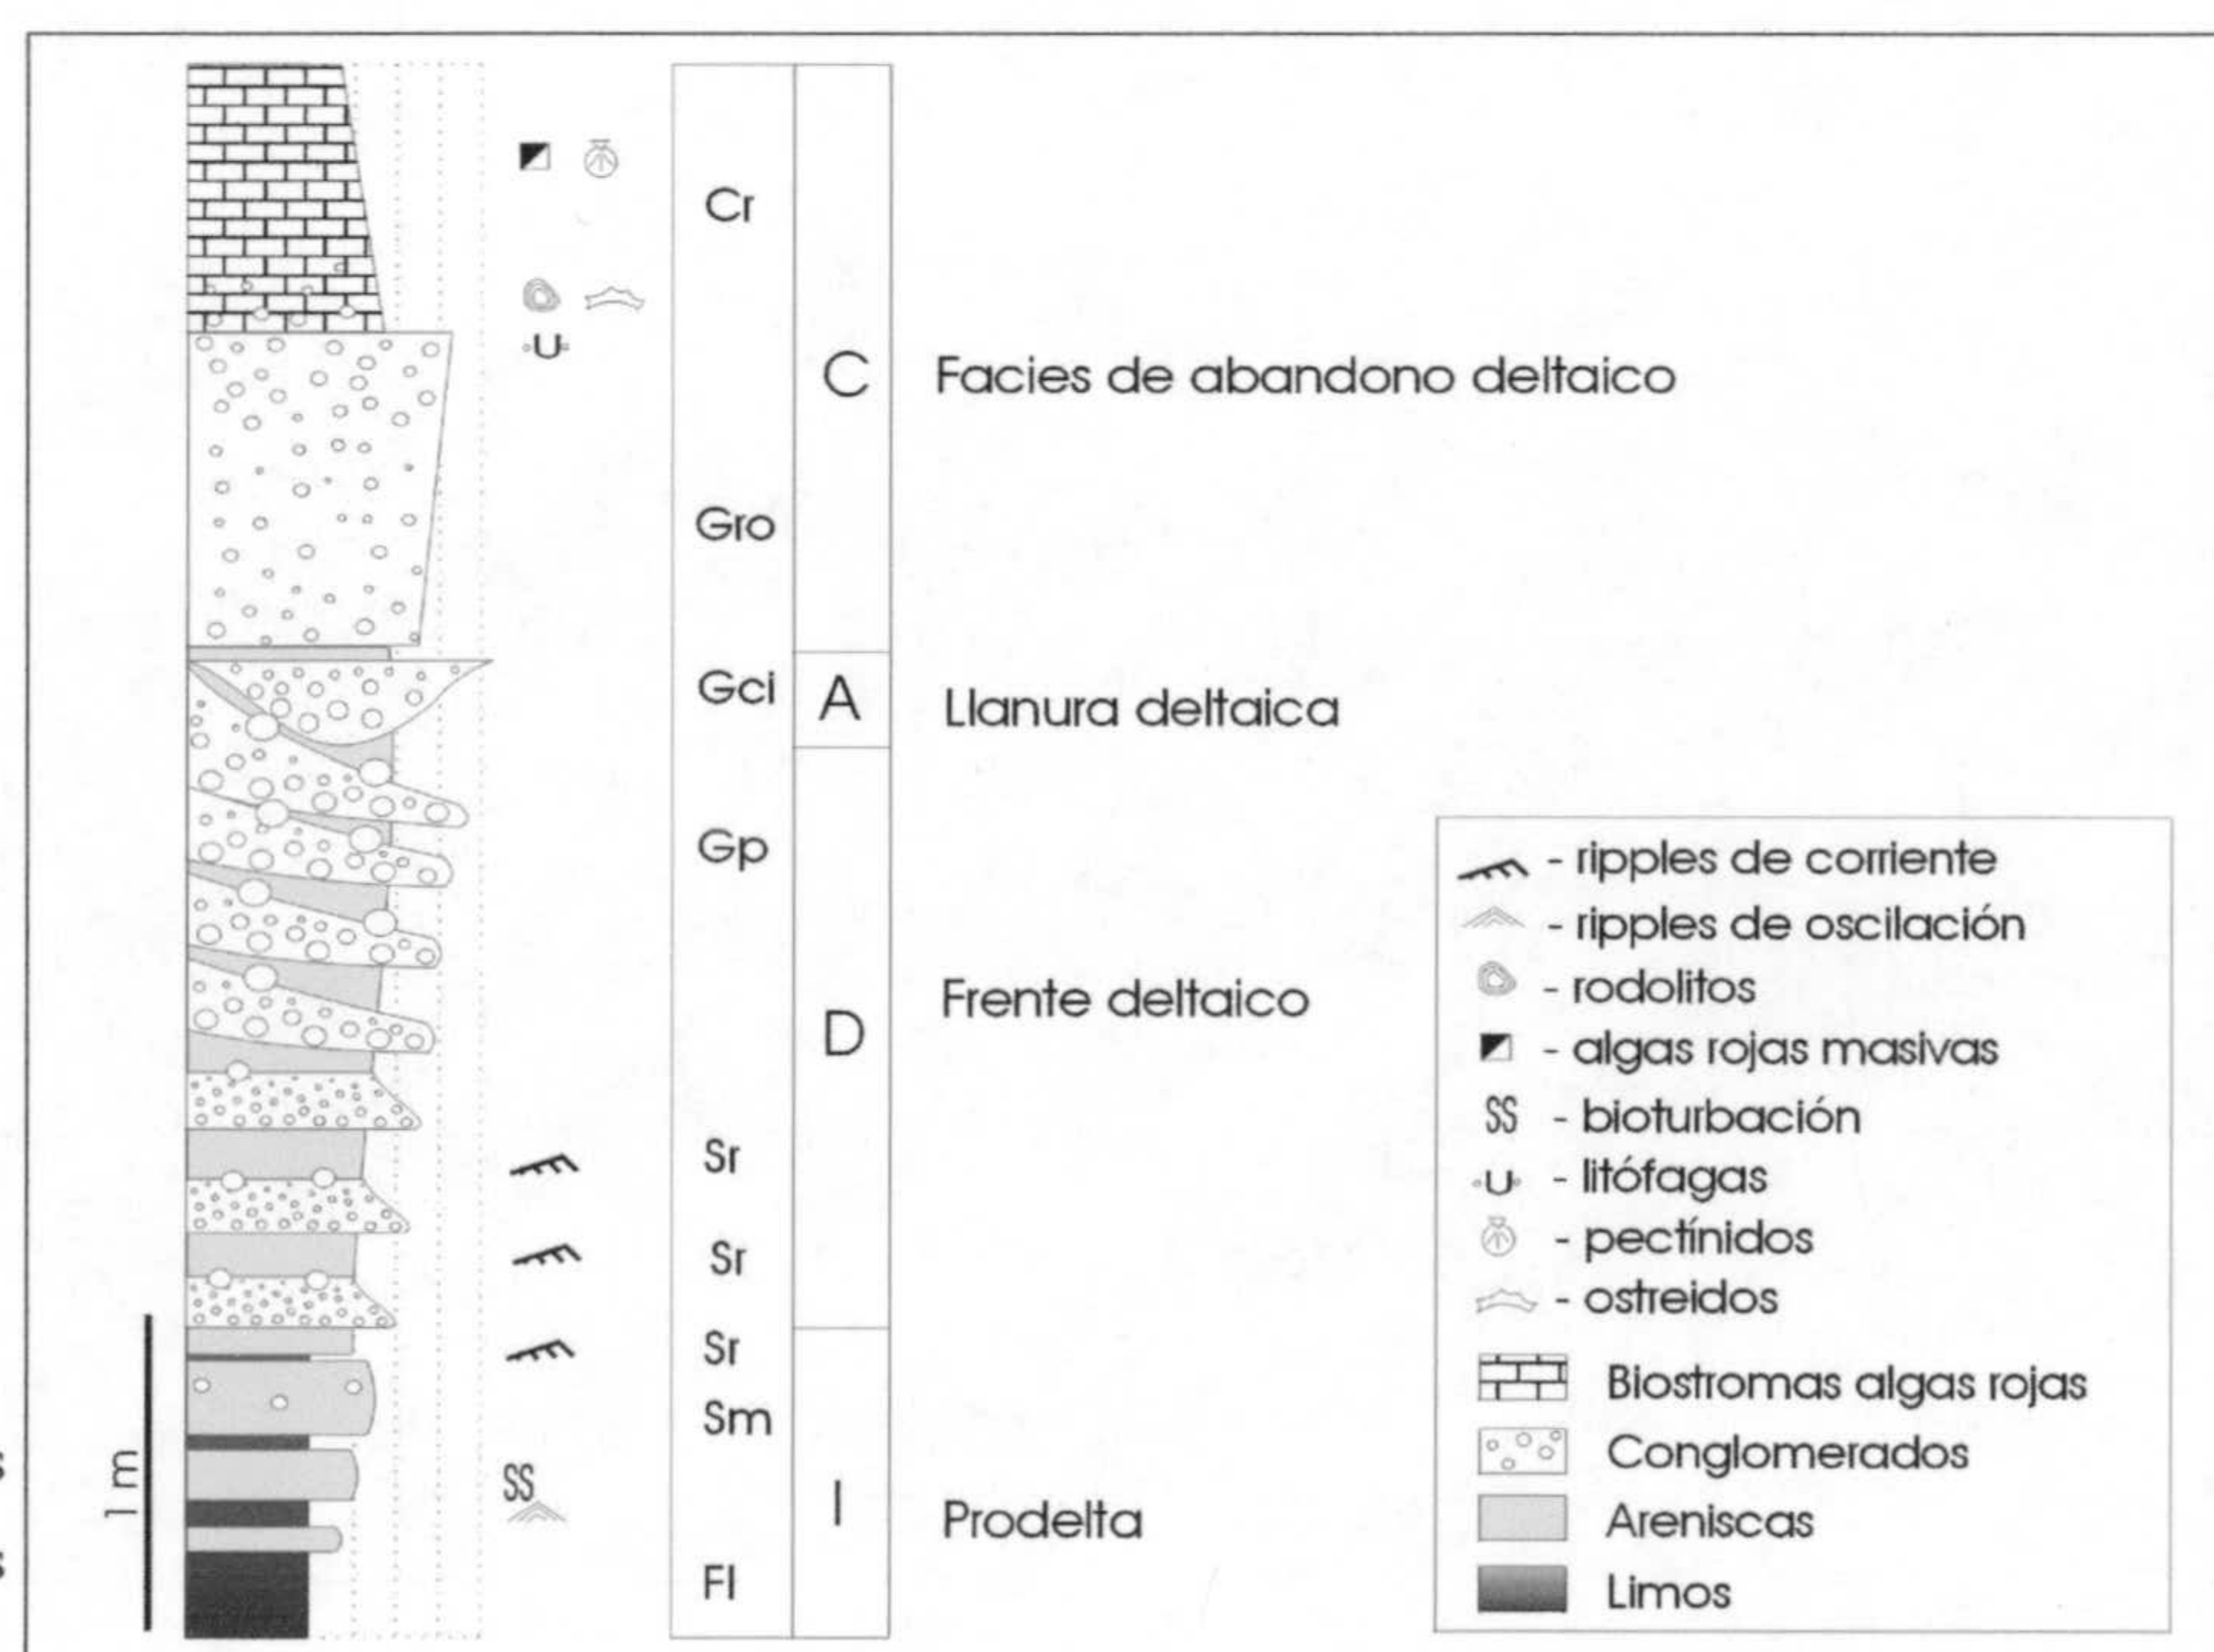 Cr
Gro
C
Facies de abandono deltaico
Gci
A
Llanura deltaica
Gp
D
Frente deltaico
Sr
Sr
Sr
Sm
I
Prodelta
Fl
1 m
- ripples de corriente
- ripples de oscilación
- rodolitos
- algas rojas masivas
SS - bioturbación
- litófagas
- pectínidos
- ostreidos
Biostromas algas rojas
Conglomerados
Areniscas
Limos
SS
s
s